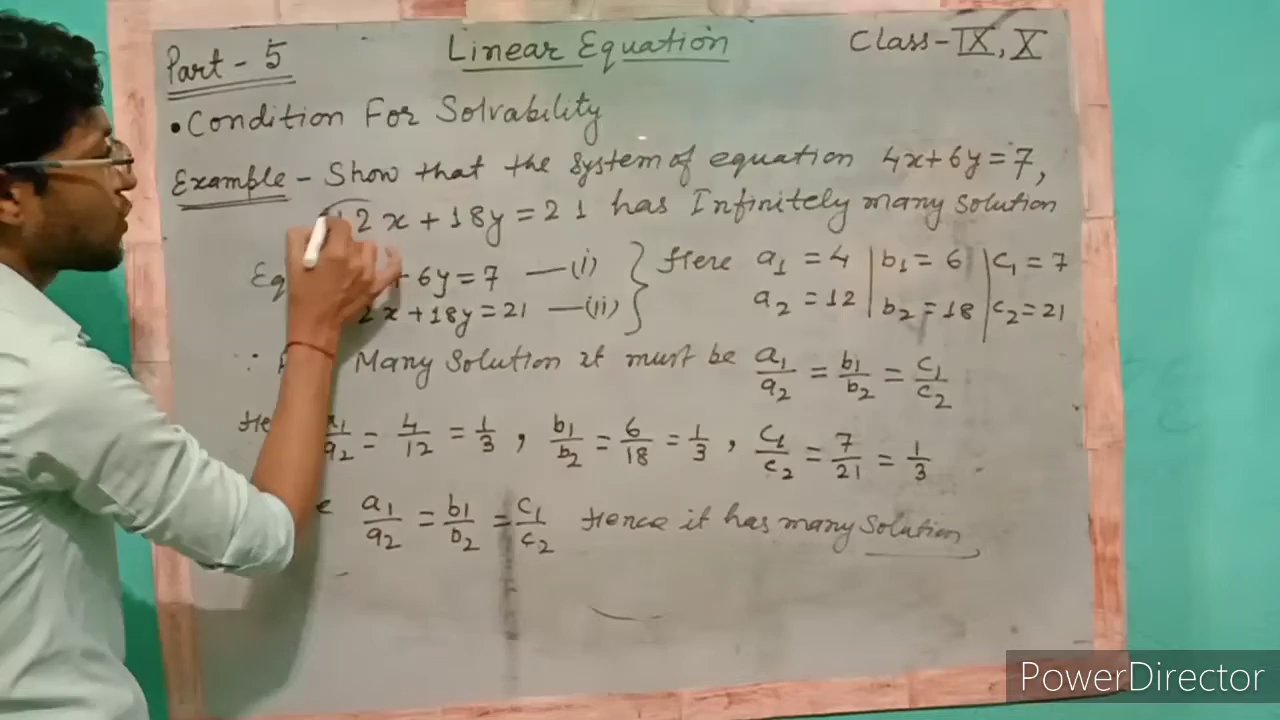 Part - 5 Linear Equation Class - IX, X
• Condition For Solvability
Example - Show that the system of equation 4x+6y=7,
12x+18y=21 has Infinitely many solution
+6y=7 —(i) } Here a₁=4 | b₁=6 | c₁=7
2x+18y=21 —(ii) a₂=12 | b₂=18 | c₂=21
∴ Many Solution it must be a₁/a₂ = b₁/b₂ = c₁/c₂
a₁/a₂ = 4/12 = 1/3 , b₁/b₂ = 6/18 = 1/3 , c₁/c₂ = 7/21 = 1/3
a₁/a₂ = b₁/b₂ = c₁/c₂ Hence it has many Solution
PowerDirector